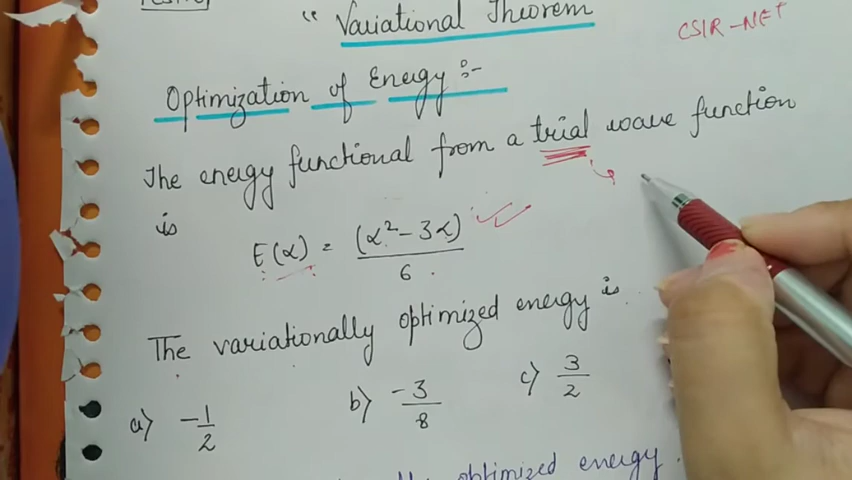 “ Variational Theorem
CSIR-NET
Optimization of Energy :-
The energy functional from a trial wave function
is
E(α) = (α² - 3α) / 6
The variationally optimized energy is
a) -1/2 b) -3/8 c) 3/2
optimized energy.